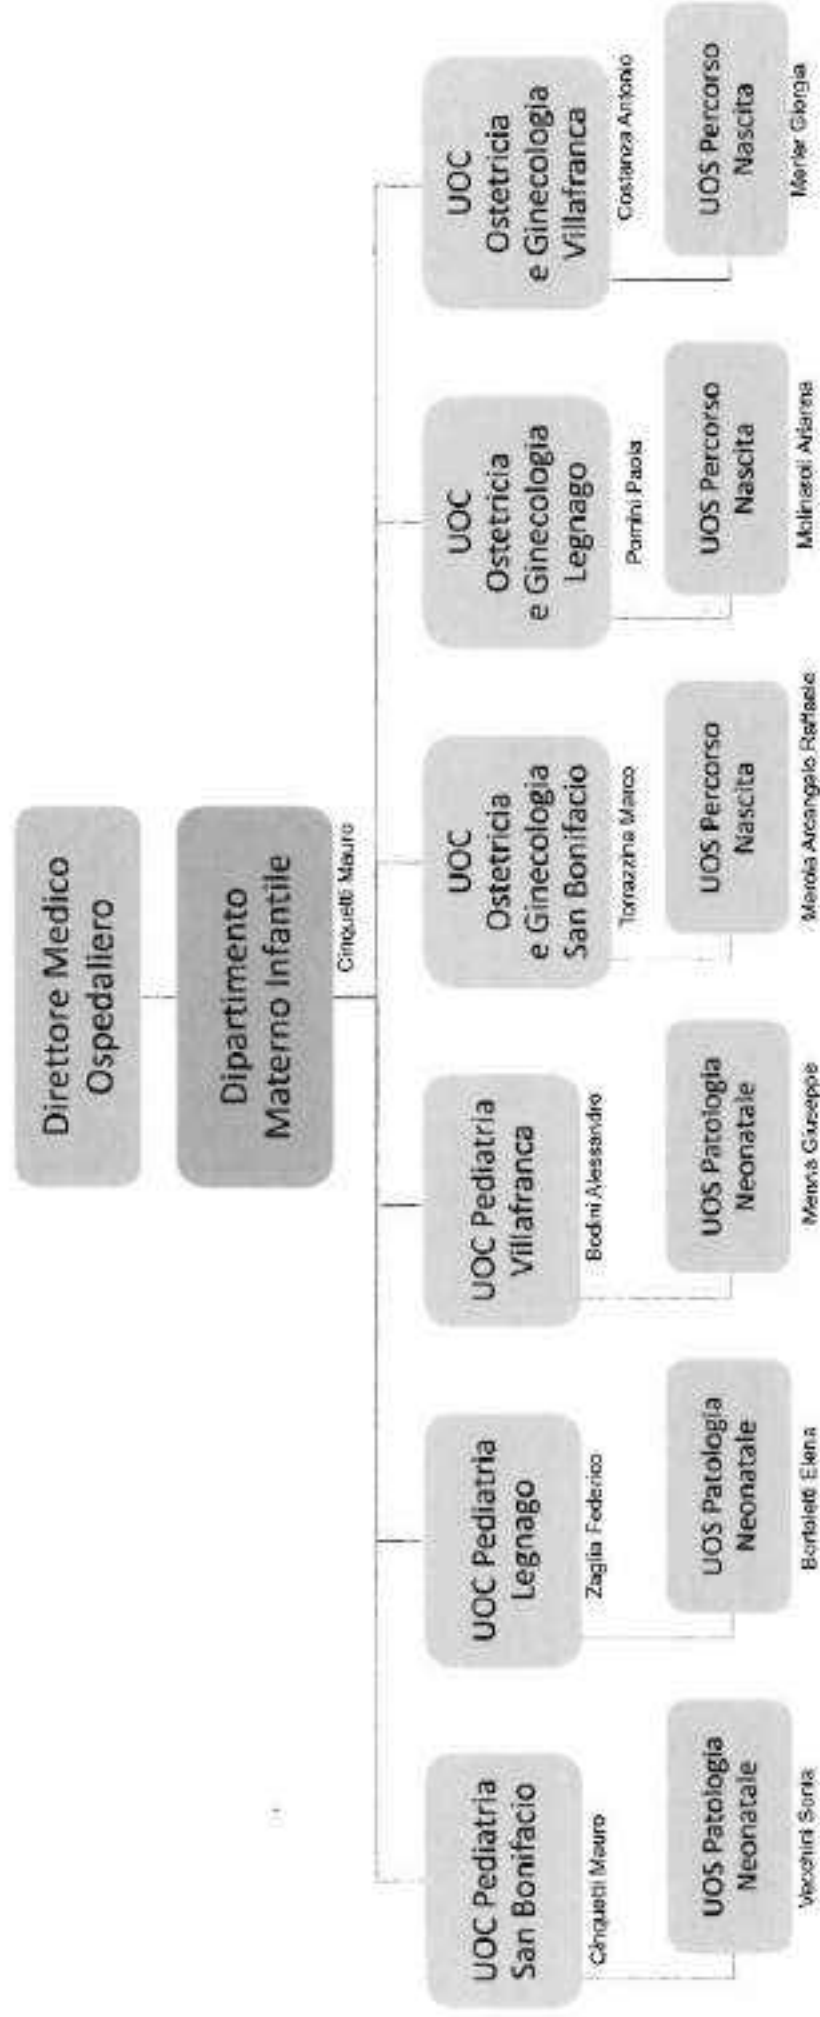 Direttore Medico
Ospedaliero
Dipartimento
Materno Infantile
Cinquetti Mauro
UOC Pediatria
San Bonifacio
Cinquetti Mauro
UOS Patologia
Neonatale
Vecchini Sonia
UOC Pediatria
Legnago
Zaglia Federico
UOS Patologia
Neonatale
Bortoletti Elena
UOC Pediatria
Villafranca
Bodini Alessandro
UOS Patologia
Neonatale
Menna Giuseppe
UOC
Ostetricia
e Ginecologia
San Bonifacio
Torrazzina Marco
UOS Percorso
Nascita
Merola Arcangelo Raffaele
UOC
Ostetricia
e Ginecologia
Legnago
Pomini Paola
UOS Percorso
Nascita
Arianna
UOC
Ostetricia
e Ginecologia
Villafranca
Costanza Antonio
UOS Percorso
Nascita
Giorgia